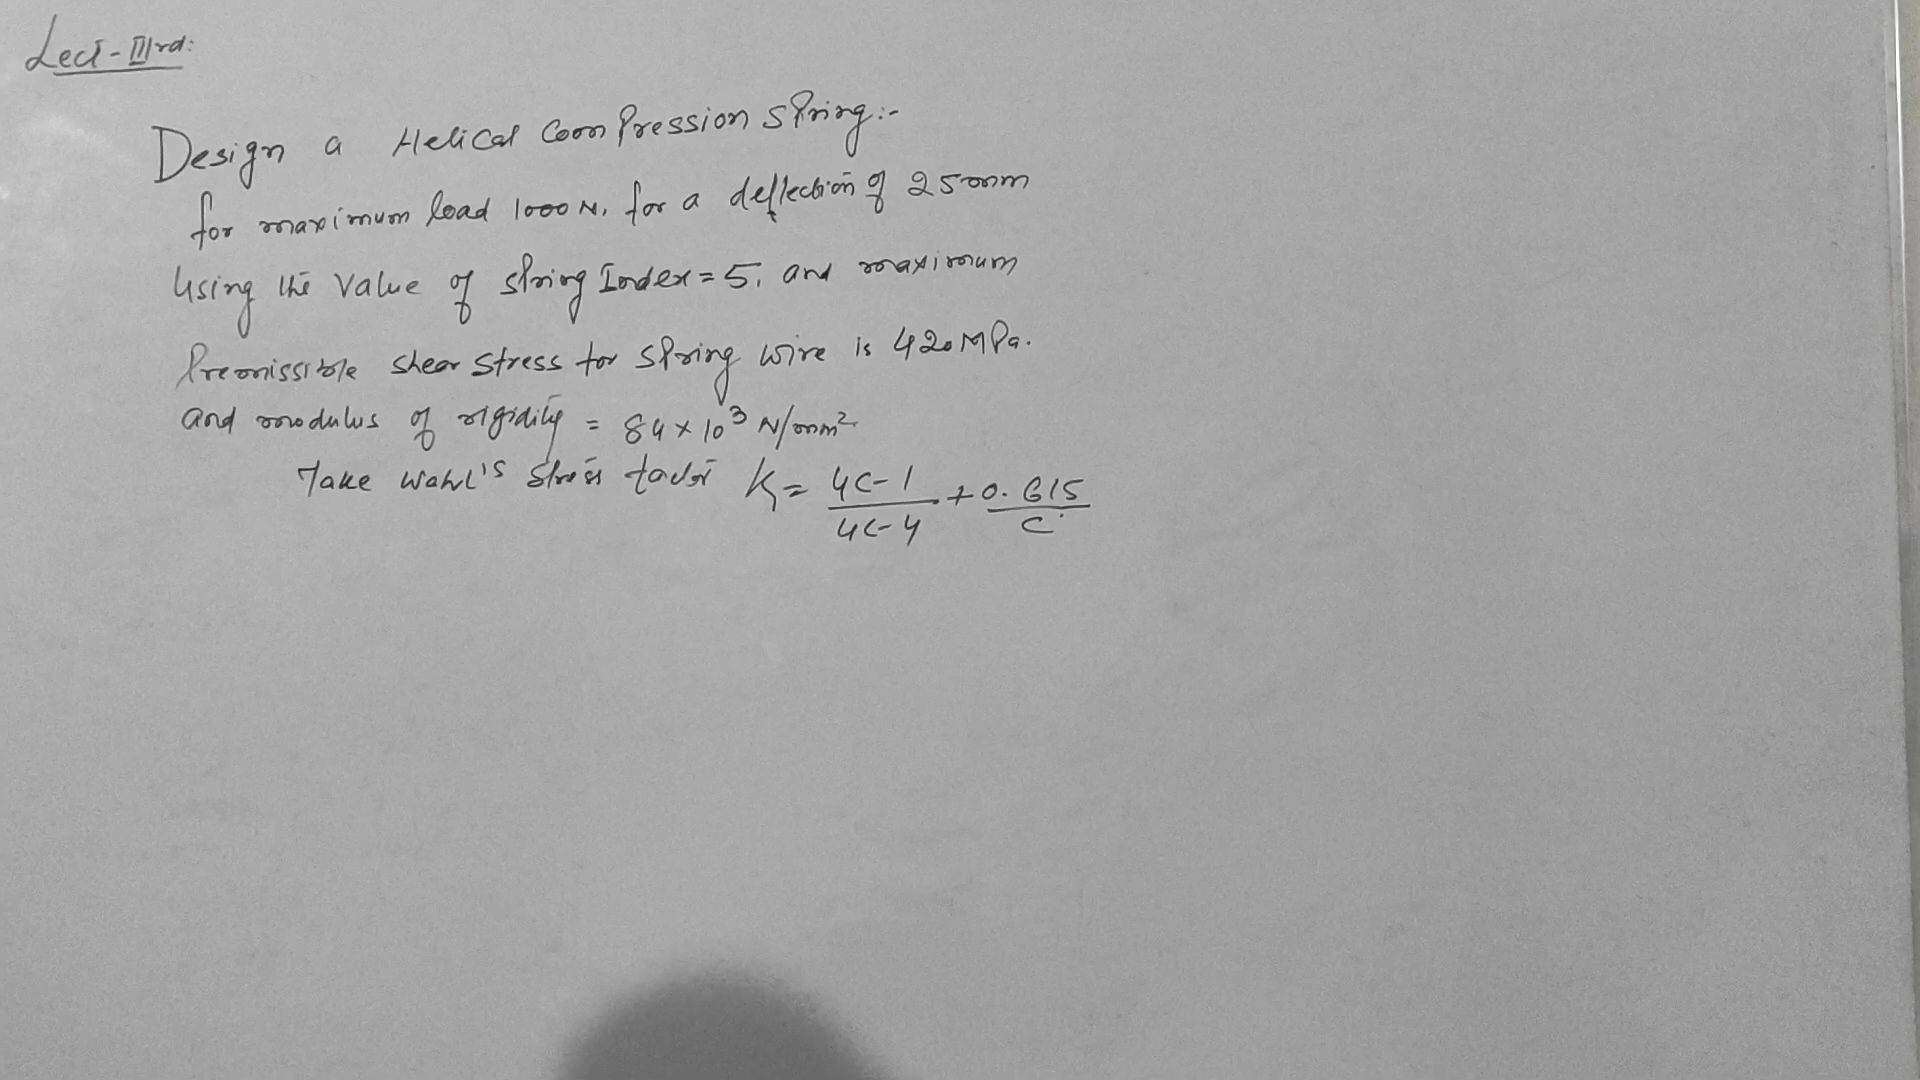 Lect-IIIrd:
Design a Helical Compression Spring:-
for maximum load 1000 N, for a deflection of 25mm
Using the value of spring Index = 5, and maximum
Premissible shear stress for spring wire is 420 MPa.
and modulus of rigidity = 84 × 10³ N/mm²
Take Wahl's Stress factor K = 4C-1/4C-4 + 0.615/C